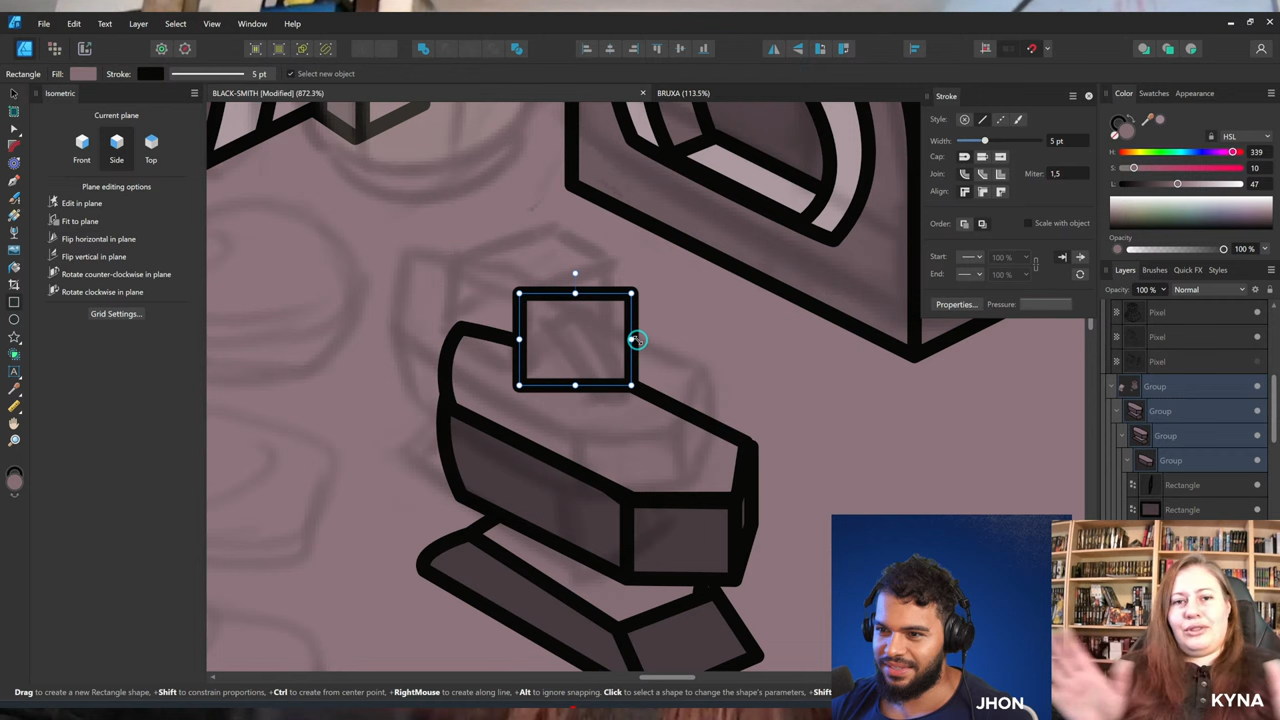 File Edit Text Layer Select View Window Help
Rectangle Fill: Stroke: 5 pt Select new object
Isometric
BLACK-SMITH [Modified] (872.3%)
BRUXA (113.5%)
Current plane
Front Side Top
Plane editing options
Edit in plane
Fit to plane
Flip horizontal in plane
Flip vertical in plane
Rotate counter-clockwise in plane
Rotate clockwise in plane
Grid Settings...
Stroke
Style:
Width: 5 pt
Cap:
Join: Miter: 1,5
Align:
Order: Scale with object
Start: 100 %
End: 100 %
Properties... Pressure:
Color Swatches Appearance
HSL
H: 339
S: 10
L: 47
Opacity
100 %
Layers Brushes Quick FX Styles
Opacity: 100 % Normal
Pixel
Pixel
Pixel
Group
Group
Group
Group
Rectangle
Rectangle
JHON
KYNA
Drag to create a new Rectangle shape, +Shift to constrain proportions, +Ctrl to create from center point, +RightMouse to create along line, +Alt to ignore snapping. Click to select a shape to change the shape's parameters, +Shift